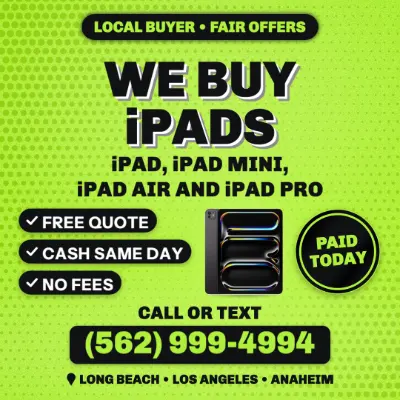 LOCAL BUYER • FAIR OFFERS
WE BUY
iPADS
iPAD, iPAD MINI,
iPAD AIR AND iPAD PRO
FREE QUOTE
CASH SAME DAY
NO FEES
PAID
TODAY
CALL OR TEXT
(562) 999-4994
LONG BEACH • LOS ANGELES • ANAHEIM